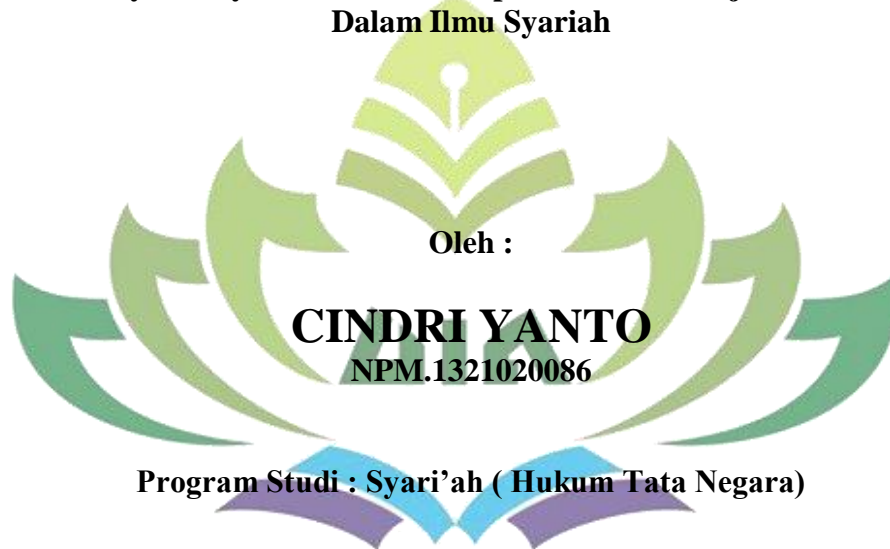 Dalam Ilmu Syariah
Oleh :
CINDRI YANTO
NPM.1321020086
Program Studi : Syari’ah ( Hukum Tata Negara)